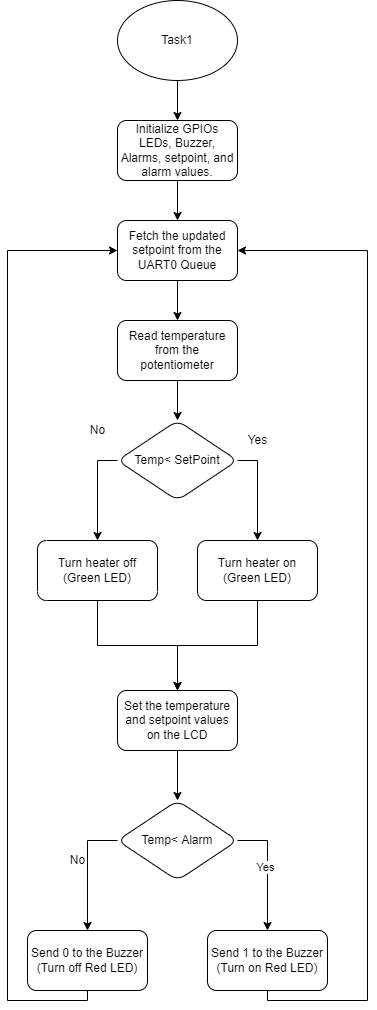 Task1
Initialize GPIOs
LEDs, Buzzer,
Alarms, setpoint, and
alarm values.
Fetch the updated
setpoint from the
UART0 Queue
Read temperature
from the
potentiometer
No
Yes
Temp< SetPoint
Turn heater off
(Green LED)
Turn heater on
(Green LED)
Set the temperature
and setpoint values
on the LCD
Temp< Alarm
No
Yes
Send 0 to the Buzzer
(Turn off Red LED)
Send 1 to the Buzzer
(Turn on Red LED)